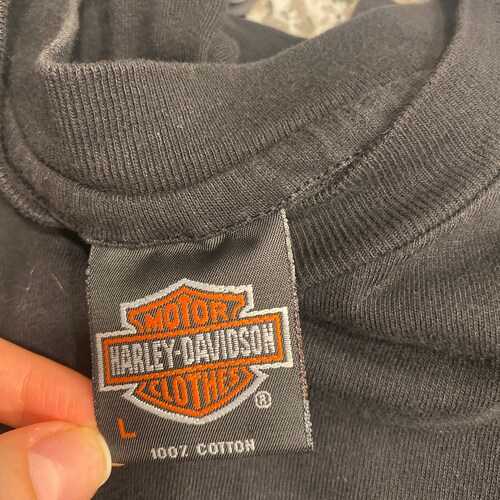 MOTOR
HARLEY-DAVIDSON
CLOTHES
®
L
100% COTTON